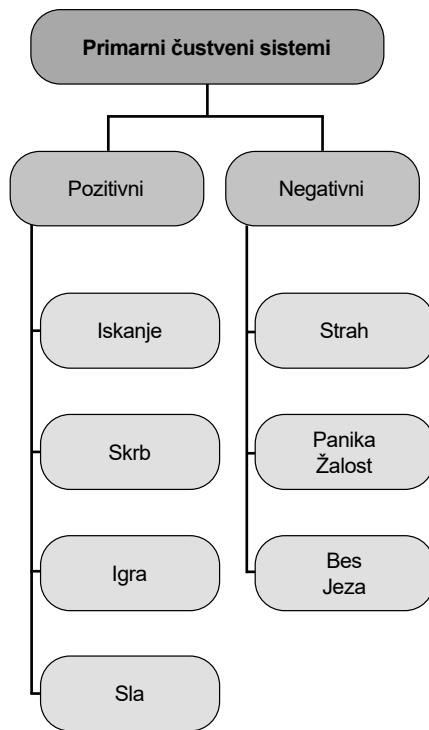 Primarni čustveni sistemi
Pozitivni
Negativni
Iskanje
Strah
Skrb
Panika
Žalost
Igra
Bes
Jeza
Sla